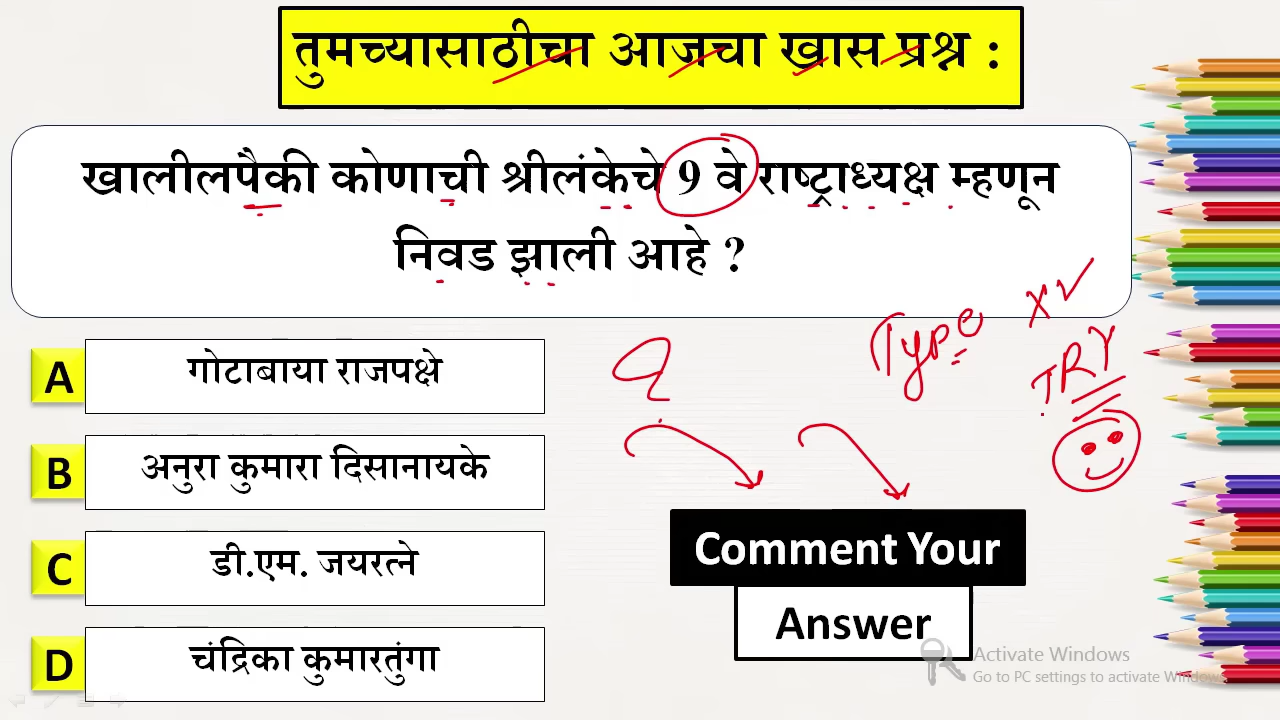 तुमच्यासाठीचा आजचा खास प्रश्न :
खालीलपैकी कोणाची श्रीलंकेचे 9 वे राष्ट्राध्यक्ष म्हणून
निवड झाली आहे ?
Type
TRY
A गोटाबाया राजपक्षे
B अनुरा कुमारा दिसानायके
C डी.एम. जयरत्ने
D चंद्रिका कुमारतुंगा
Comment Your
Answer
Activate Windows
Go to PC settings to activate Windows.